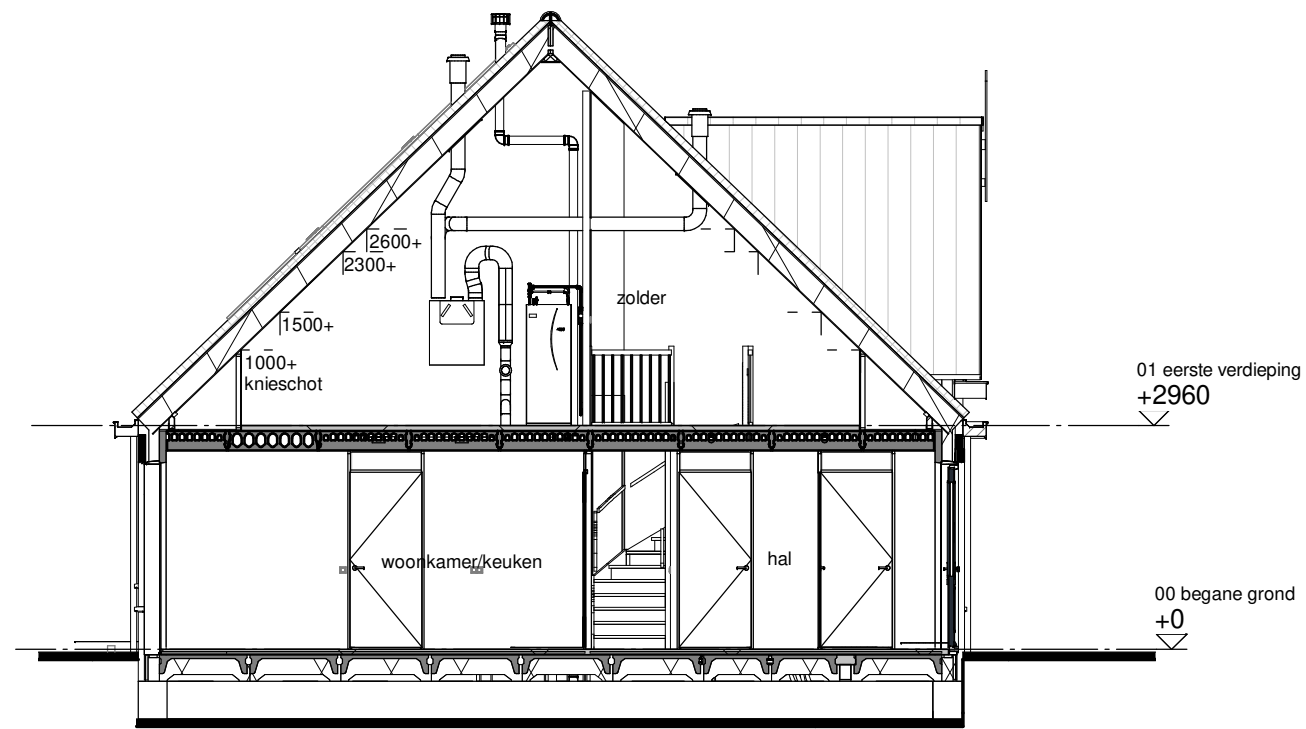 2600+
2300+
zolder
1500+
1000+
knieschot
01 eerste verdieping
+2960
woonkamer/keuken
hal
00 begane grond
+0